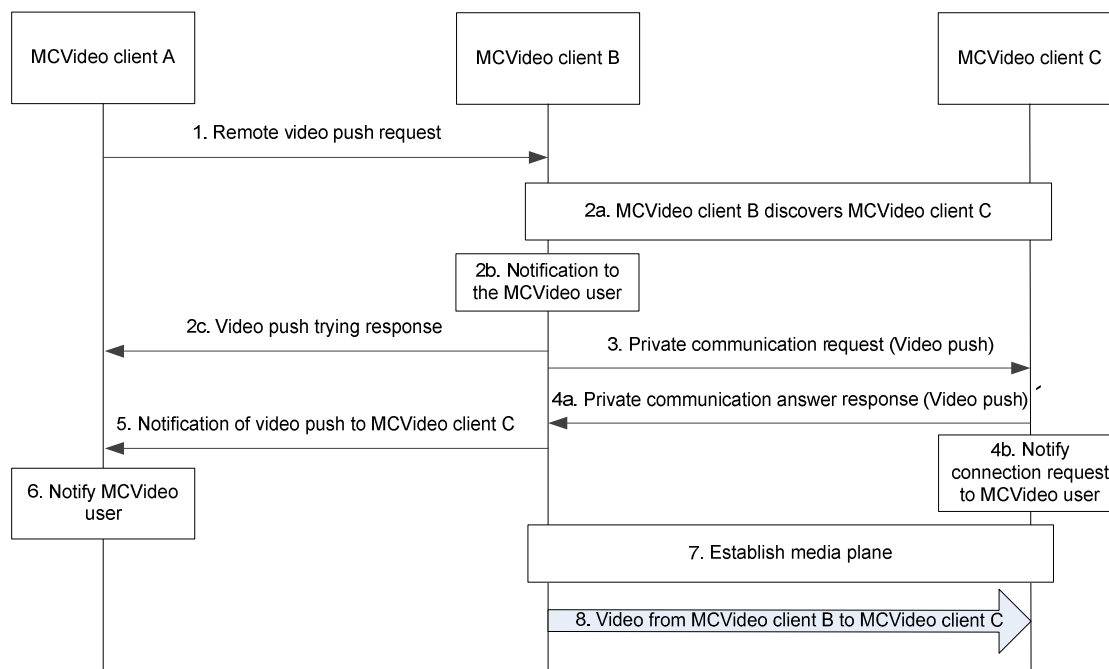 MCVideo client A
MCVideo client B
MCVideo client C
1. Remote video push request
2a. MCVideo client B discovers MCVideo client C
2b. Notification to
the MCVideo user
2c. Video push trying response
3. Private communication request (Video push)
4a. Private communication answer response (Video push)
5. Notification of video push to MCVideo client C
4b. Notify
connection request
to MCVideo user
6. Notify MCVideo
user
7. Establish media plane
8. Video from MCVideo client B to MCVideo client C